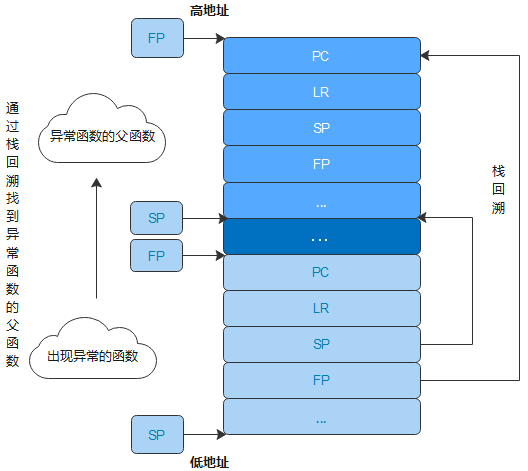 高地址
FP
PC
LR
SP
FP
...
SP
...
FP
PC
LR
SP
FP
...
SP
低地址
通过栈回溯找到异常函数的父函数
异常函数的父函数
出现异常的函数
栈回溯